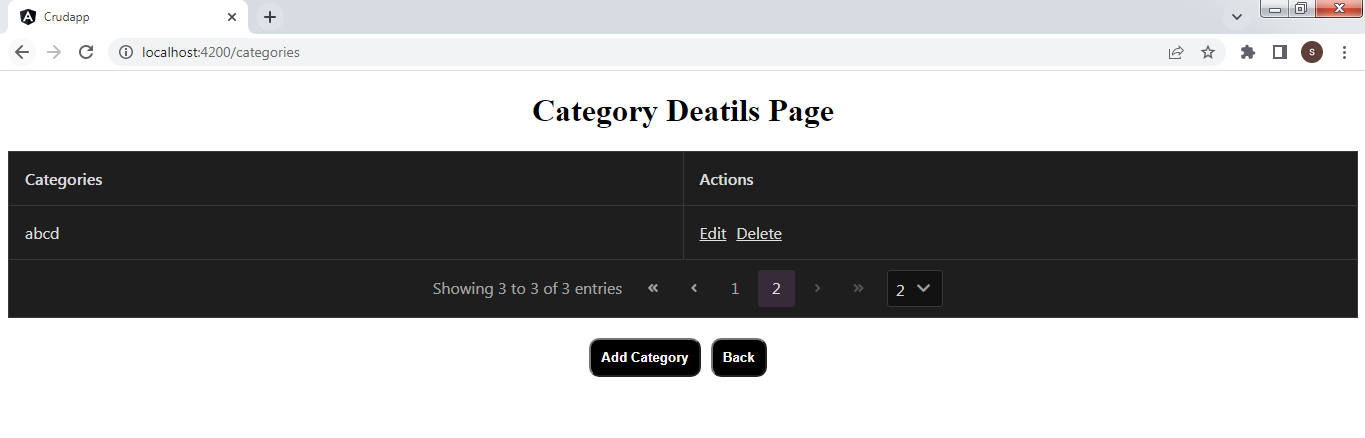 Crudapp
localhost:4200/categories
S
Category Deatils Page
Categories Actions
abcd Edit Delete
Showing 3 to 3 of 3 entries « ‹ 1 2 › » 2
Add Category Back